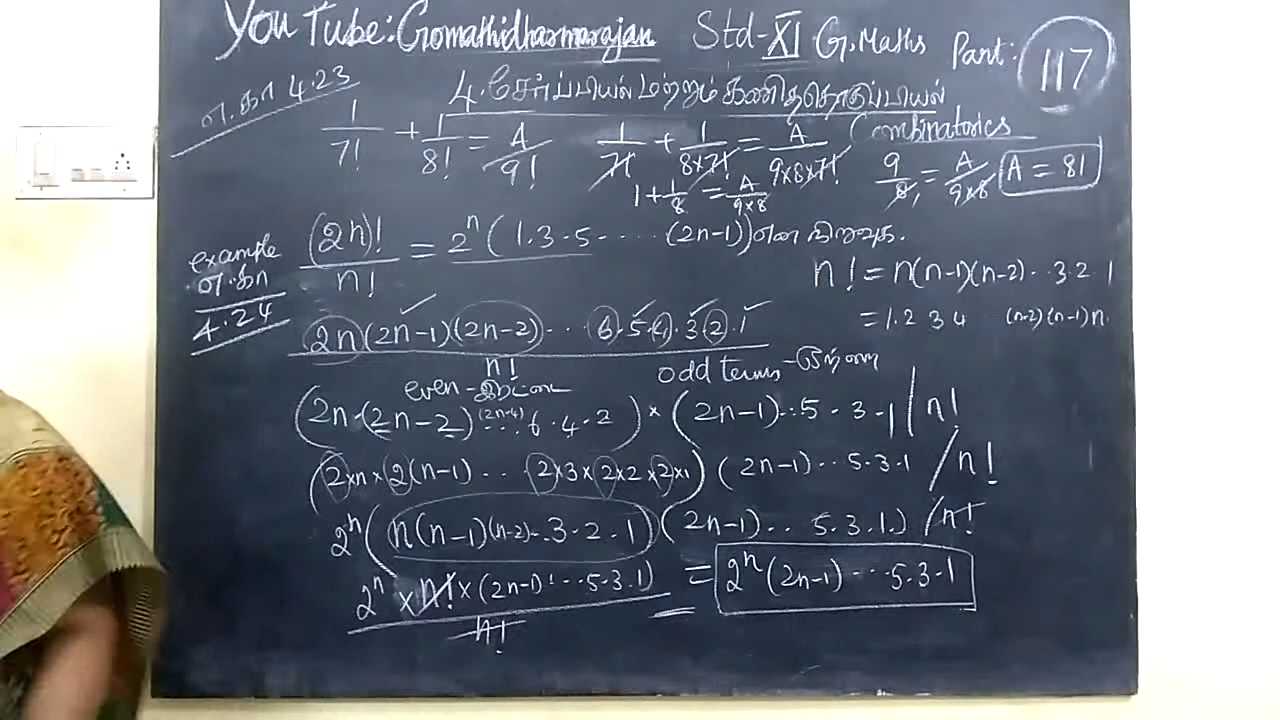 YouTube: Gomathidharmarajan Std-XI G.Maths Part: 117
எ.கா 4.23
4. சேர்ப்பியல் மற்றும் கணிதத்தொகுப்பியல்
Combinatorics
1/7! + 1/8! = A/9!
1/7! + 1/(8×7!) = A/(9×8×7!)
1 + 1/8 = A/(9×8)
9/8 = A/(9×8) A = 81
example எ.கா 4.24
(2n)!/n! = 2^n (1.3.5.....(2n-1)) என நிறுவுக.
n! = n(n-1)(n-2)..3.2.1
= 1.2 3 4 (n-2)(n-1)n.
2n(2n-1)(2n-2)... 6.5.4.3.2.1 / n!
even-இரட்டை odd terms-ஒற்றை
(2n.(2n-2)(2n-4)...6.4.2) × (2n-1)..5.3.1/n!
(2×n×2(n-1)... 2×3×2×2×2×1) (2n-1)..5.3.1/n!
2^n (n(n-1)(n-2)..3.2.1) (2n-1)..5.3.1.)/n!
2^n × n! × (2n-1)...5.3.1) / n! = 2^n (2n-1)...5.3.1